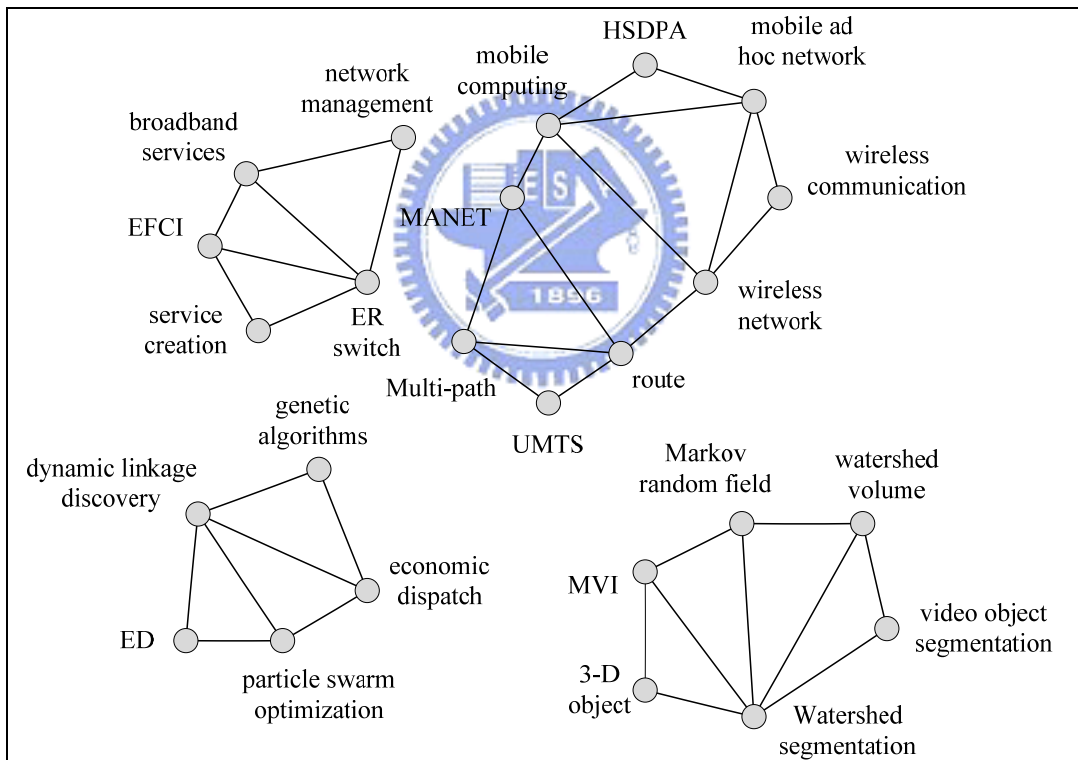 HSDPA
mobile ad
hoc network
mobile
computing
network
management
broadband
services
wireless
communication
MANET
EFCI
ES
1896
wireless
network
service
creation
ER
switch
route
Multi-path
UMTS
genetic
algorithms
dynamic linkage
discovery
economic
dispatch
ED
particle swarm
optimization
Markov
random field
watershed
volume
MVI
video object
segmentation
3-D
object
Watershed
segmentation